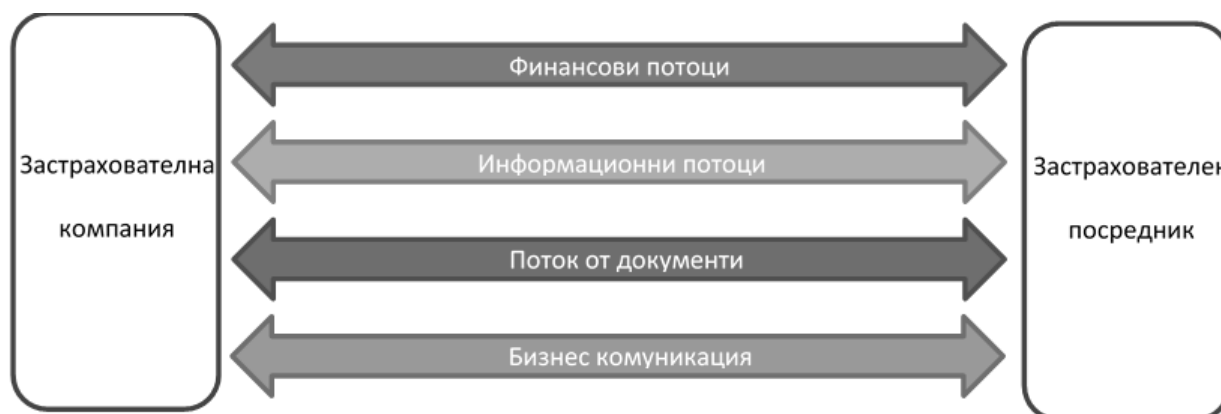 Застрахователна
компания
Финансови потоци
Информационни потоци
Поток от документи
Бизнес комуникация
Застрахователен
посредник